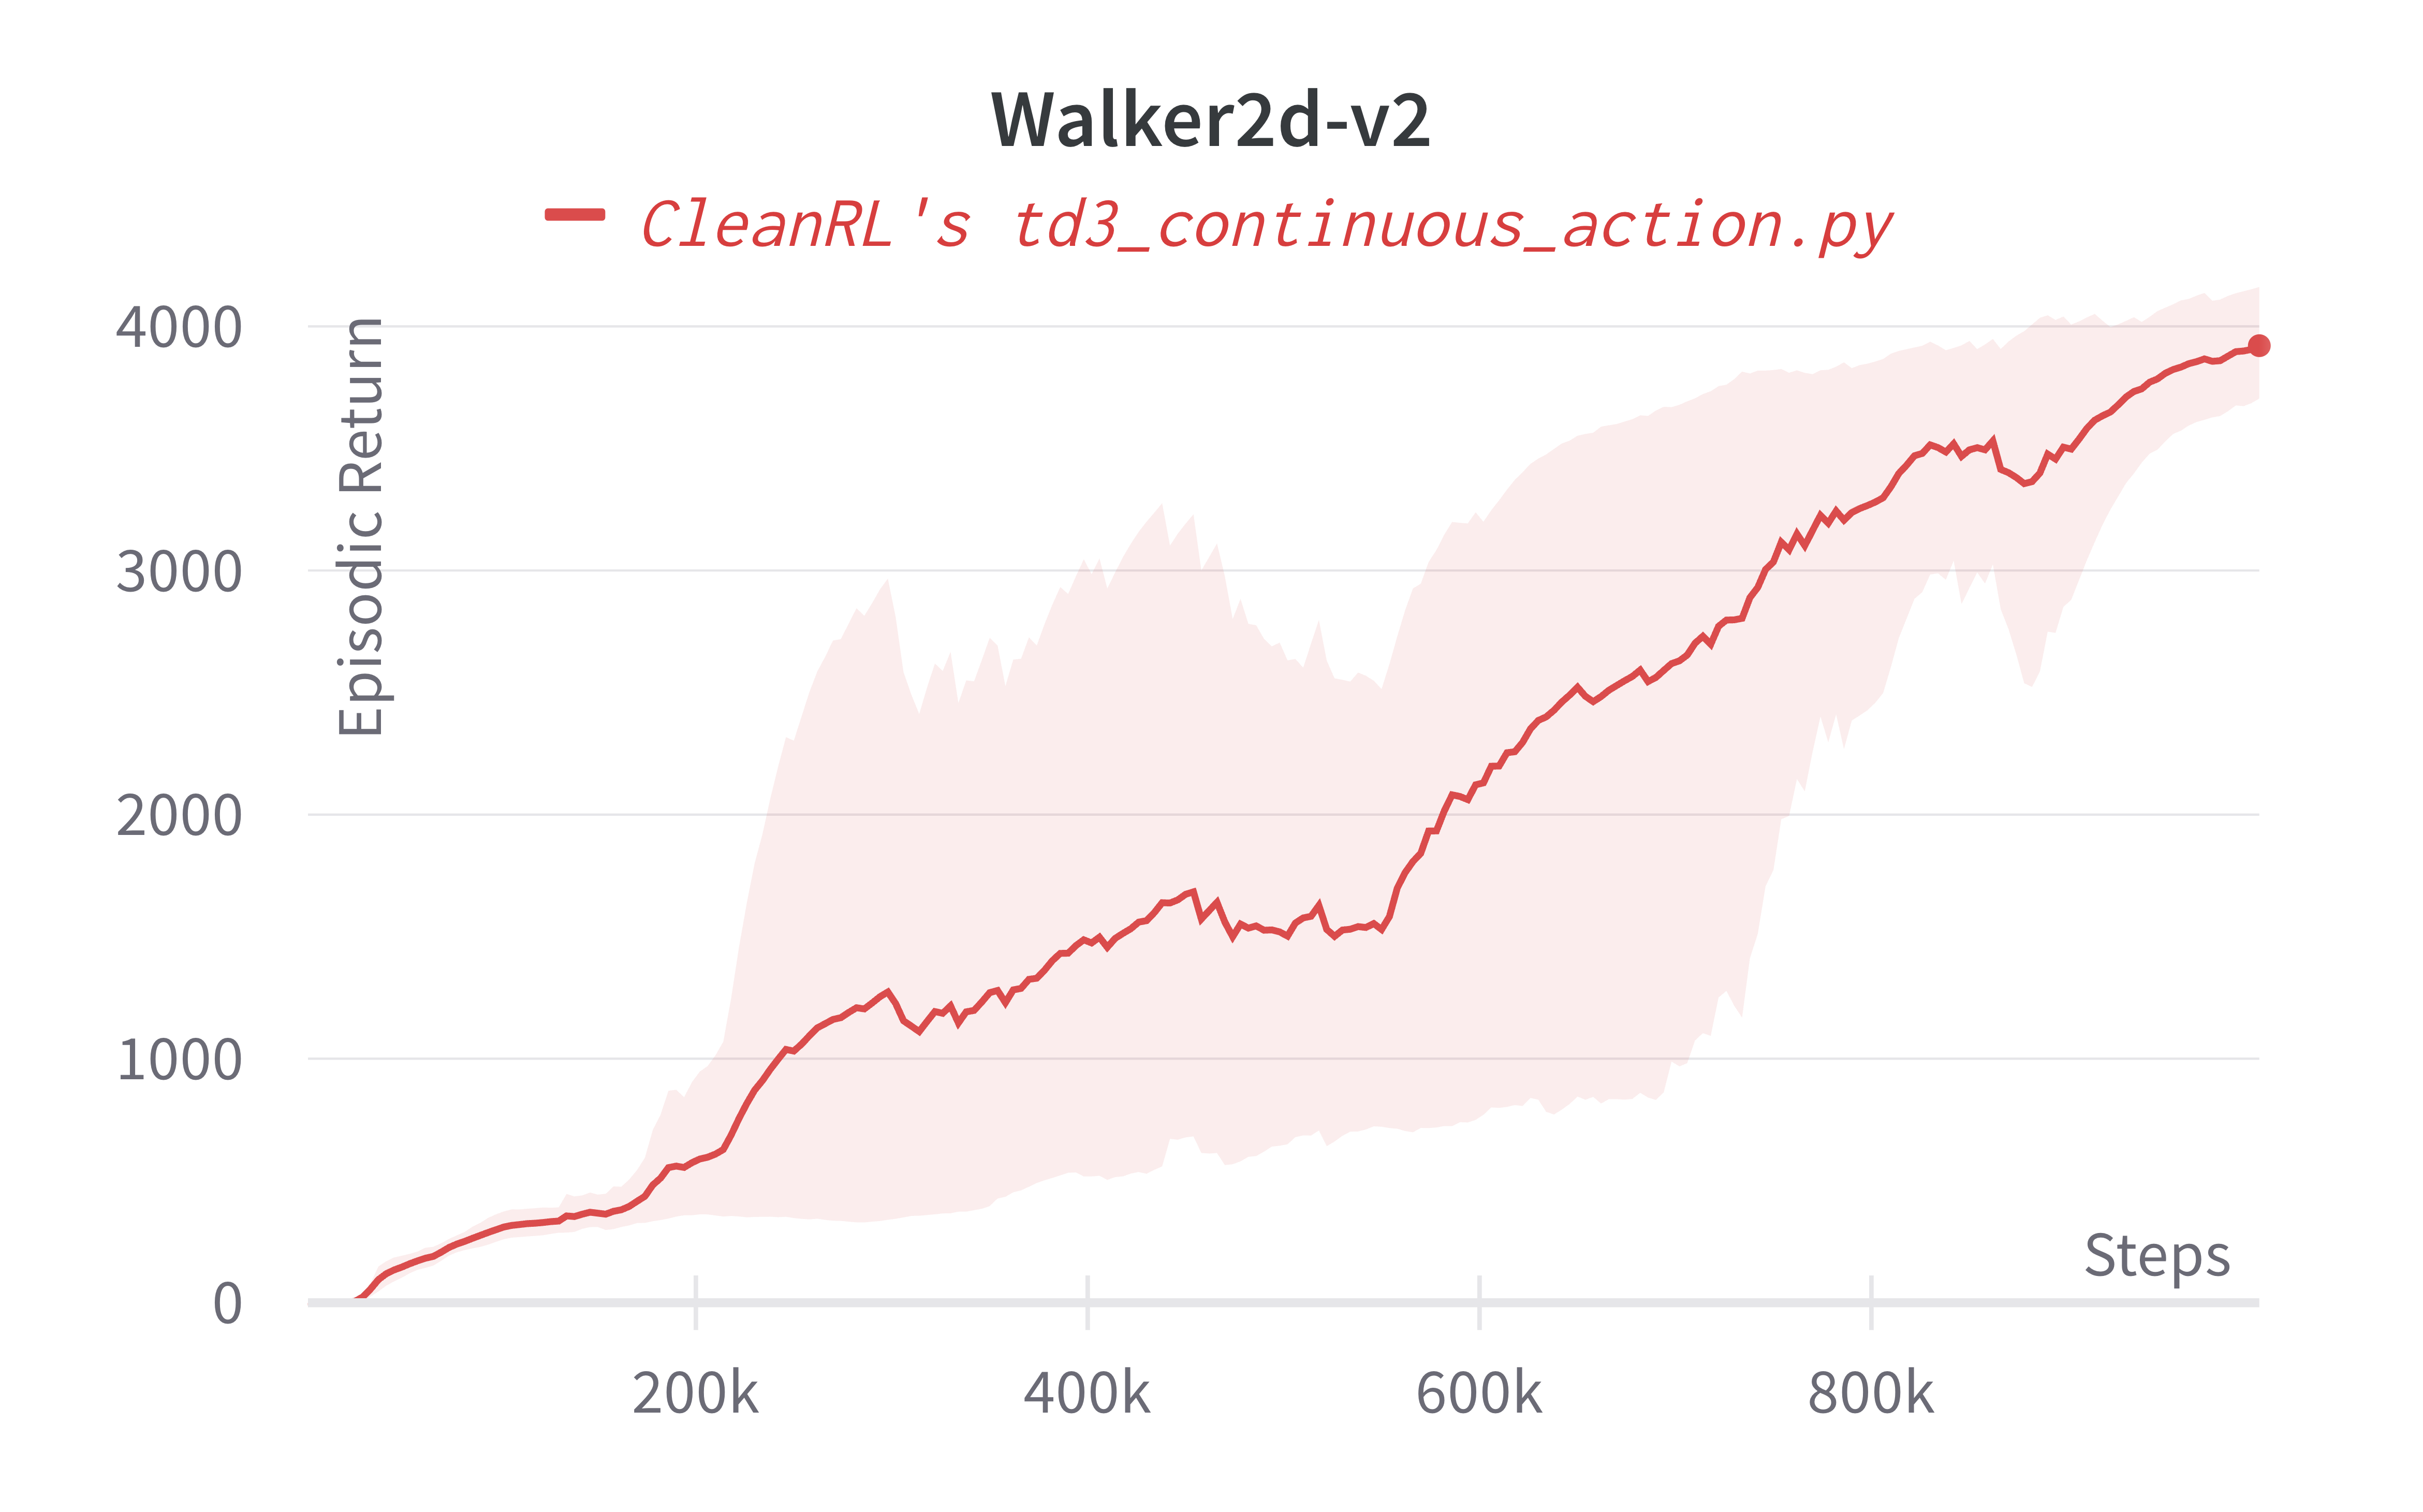 Walker2d-v2
CleanRL's td3_continuous_action.py
Episodic Return
4000
3000
2000
1000
0
Steps
200k 400k 600k 800k